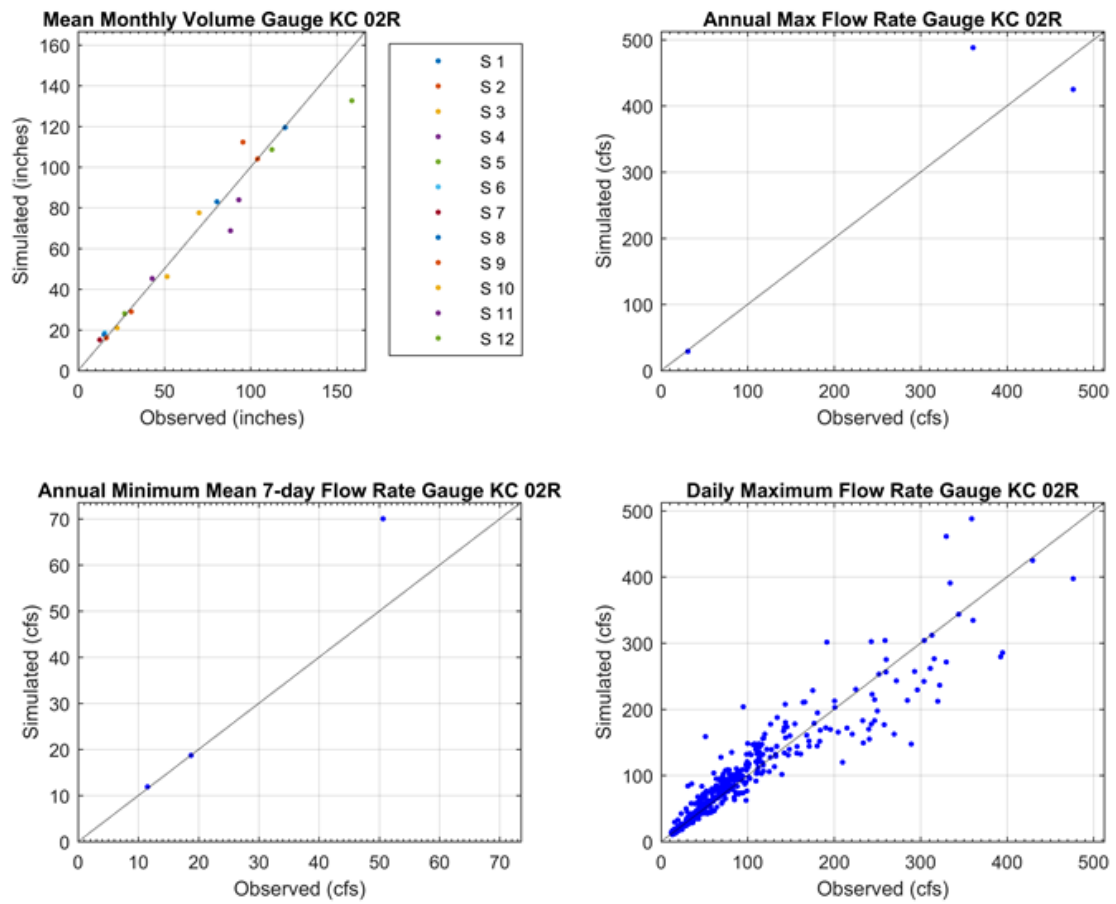 Mean Monthly Volume Gauge KC 02R
160
140
120
100
80
60
40
20
0
0 50 100 150
Simulated (inches)
Observed (inches)
S 1
S 2
S 3
S 4
S 5
S 6
S 7
S 8
S 9
S 10
S 11
S 12
Annual Max Flow Rate Gauge KC 02R
500
400
300
200
100
0
0 100 200 300 400 500
Simulated (cfs)
Observed (cfs)
Annual Minimum Mean 7-day Flow Rate Gauge KC 02R
70
60
50
40
30
20
10
0
0 10 20 30 40 50 60 70
Simulated (cfs)
Observed (cfs)
Daily Maximum Flow Rate Gauge KC 02R
500
400
300
200
100
0
0 100 200 300 400 500
Simulated (cfs)
Observed (cfs)